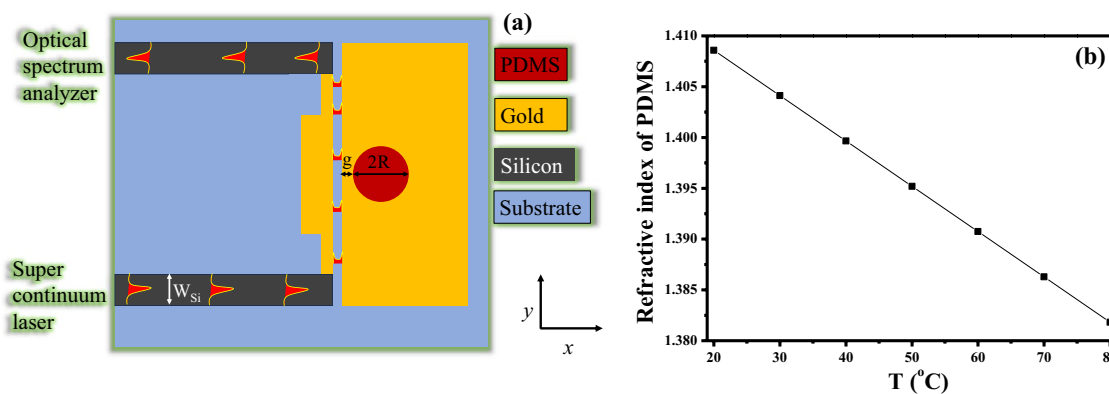 (a)
Optical
spectrum
analyzer
PDMS
Gold
g
2R
Silicon
Substrate
Super
continuum
laser
W_Si
y
x
(b)
Refractive index of PDMS
1.410
1.405
1.400
1.395
1.390
1.385
1.380
20
30
40
50
60
70
80
T (°C)